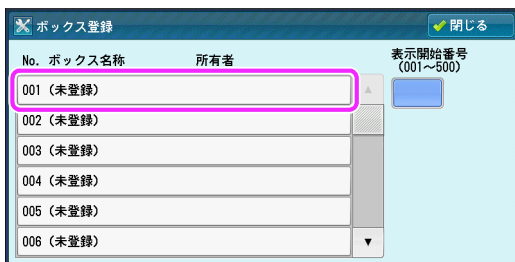 ボックス登録
閉じる
No. ボックス名称 所有者
表示開始番号
(001～500)
001 (未登録)
002 (未登録)
003 (未登録)
004 (未登録)
005 (未登録)
006 (未登録)